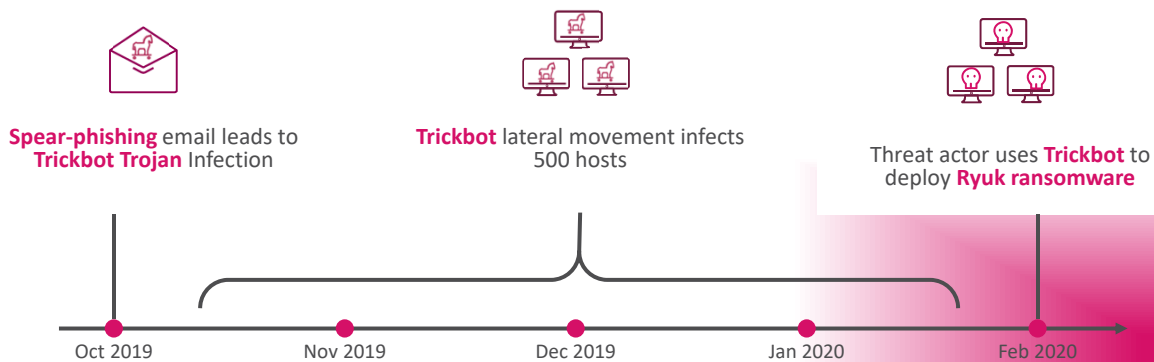 Spear-phishing email leads to
Trickbot Trojan Infection
Trickbot lateral movement infects
500 hosts
Threat actor uses Trickbot to
deploy Ryuk ransomware
Oct 2019
Nov 2019
Dec 2019
Jan 2020
Feb 2020